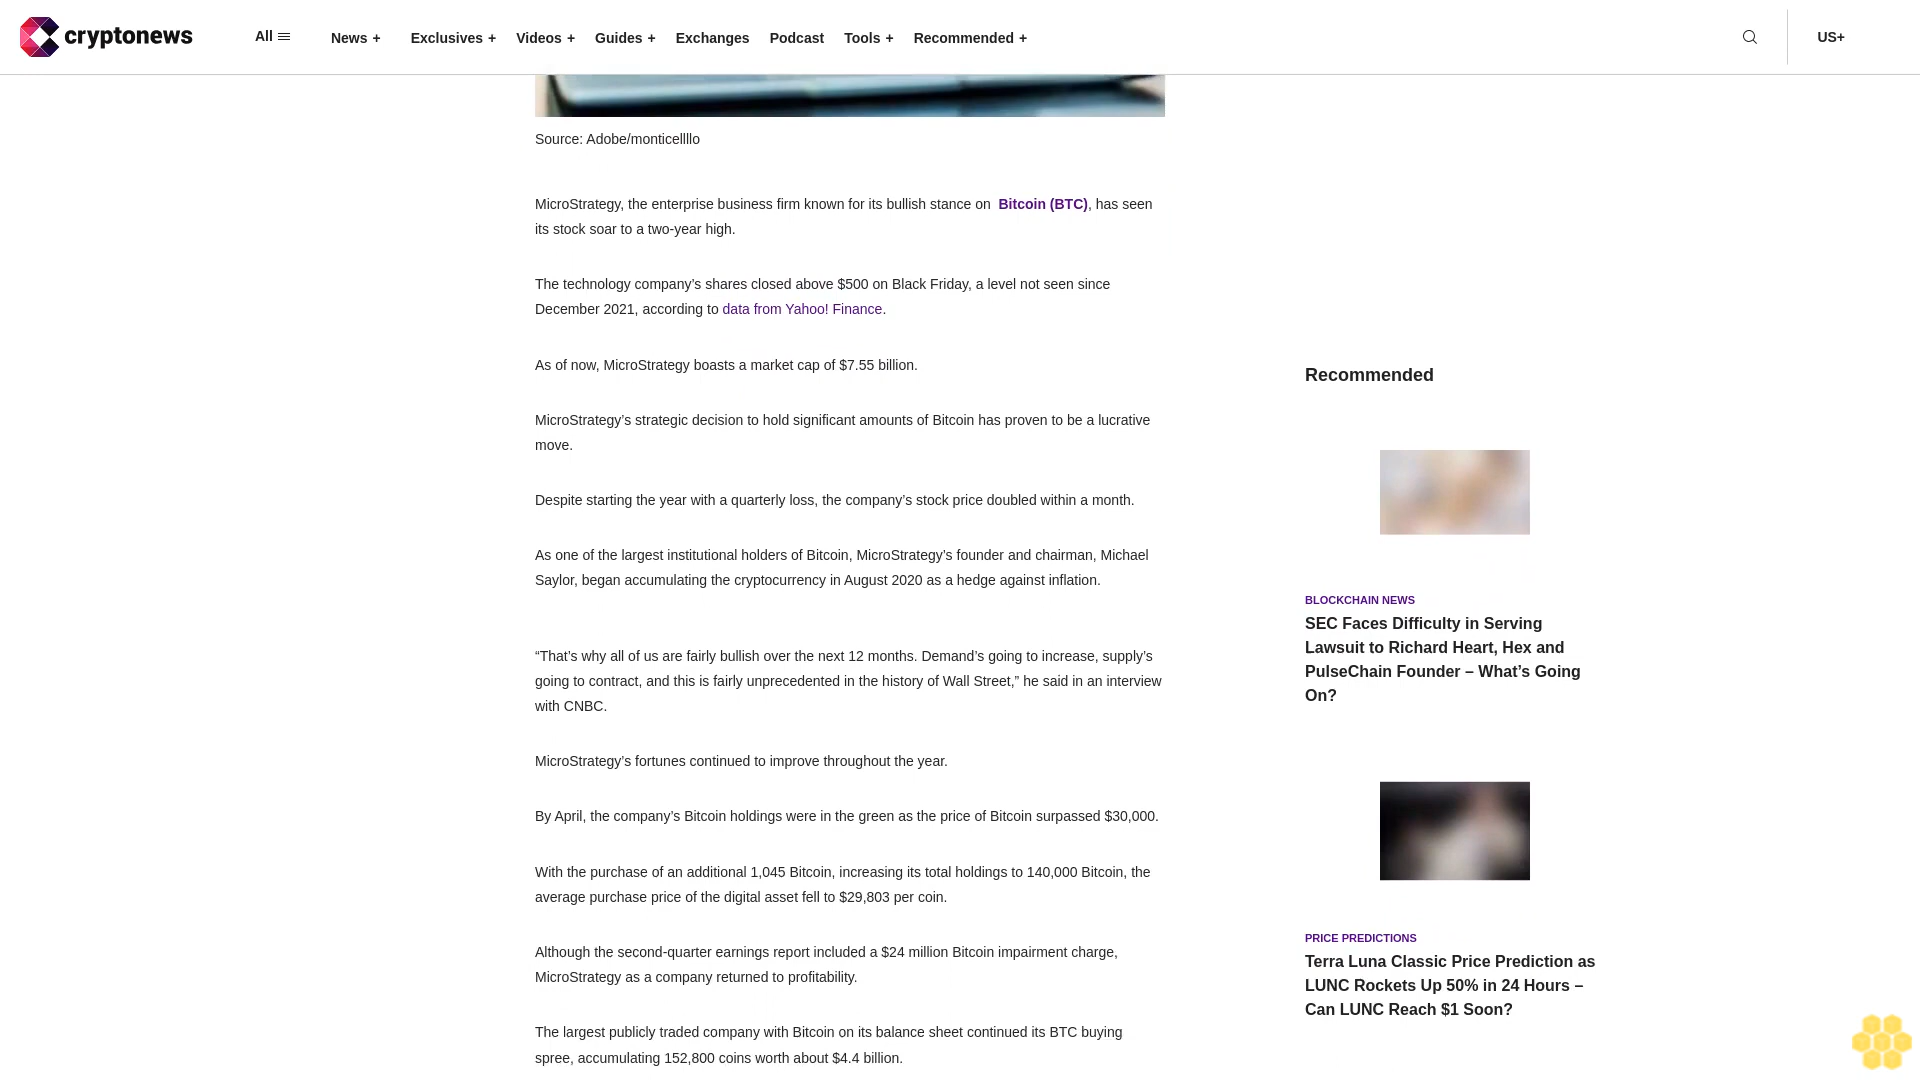 cryptonews
All
News +
Exclusives +
Videos +
Guides +
Exchanges
Podcast
Tools +
Recommended +
US+
Source: Adobe/monticellllo
MicroStrategy, the enterprise business firm known for its bullish stance on Bitcoin (BTC), has seen
its stock soar to a two-year high.
The technology company’s shares closed above $500 on Black Friday, a level not seen since
December 2021, according to data from Yahoo! Finance.
As of now, MicroStrategy boasts a market cap of $7.55 billion.
MicroStrategy’s strategic decision to hold significant amounts of Bitcoin has proven to be a lucrative
move.
Despite starting the year with a quarterly loss, the company’s stock price doubled within a month.
As one of the largest institutional holders of Bitcoin, MicroStrategy’s founder and chairman, Michael
Saylor, began accumulating the cryptocurrency in August 2020 as a hedge against inflation.
“That’s why all of us are fairly bullish over the next 12 months. Demand’s going to increase, supply’s
going to contract, and this is fairly unprecedented in the history of Wall Street,” he said in an interview
with CNBC.
MicroStrategy’s fortunes continued to improve throughout the year.
By April, the company’s Bitcoin holdings were in the green as the price of Bitcoin surpassed $30,000.
With the purchase of an additional 1,045 Bitcoin, increasing its total holdings to 140,000 Bitcoin, the
average purchase price of the digital asset fell to $29,803 per coin.
Although the second-quarter earnings report included a $24 million Bitcoin impairment charge,
MicroStrategy as a company returned to profitability.
The largest publicly traded company with Bitcoin on its balance sheet continued its BTC buying
spree, accumulating 152,800 coins worth about $4.4 billion.
Recommended
BLOCKCHAIN NEWS
SEC Faces Difficulty in Serving
Lawsuit to Richard Heart, Hex and
PulseChain Founder – What’s Going
On?
PRICE PREDICTIONS
Terra Luna Classic Price Prediction as
LUNC Rockets Up 50% in 24 Hours –
Can LUNC Reach $1 Soon?